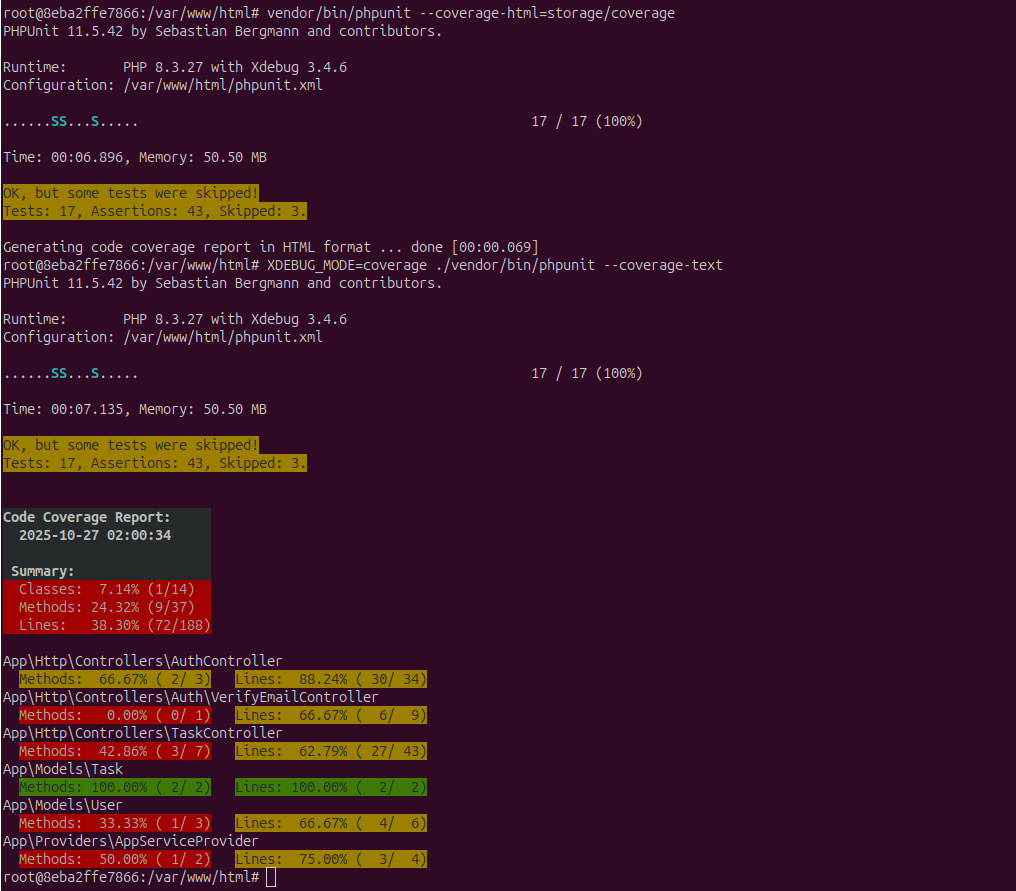 root@8eba2ffe7866:/var/www/html# vendor/bin/phpunit --coverage-html=storage/coverage
PHPUnit 11.5.42 by Sebastian Bergmann and contributors.
Runtime:       PHP 8.3.27 with Xdebug 3.4.6
Configuration: /var/www/html/phpunit.xml
......SS...S.....                                                 17 / 17 (100%)
Time: 00:06.896, Memory: 50.50 MB
OK, but some tests were skipped!
Tests: 17, Assertions: 43, Skipped: 3.
Generating code coverage report in HTML format ... done [00:00.069]
root@8eba2ffe7866:/var/www/html# XDEBUG_MODE=coverage ./vendor/bin/phpunit --coverage-text
PHPUnit 11.5.42 by Sebastian Bergmann and contributors.
Runtime:       PHP 8.3.27 with Xdebug 3.4.6
Configuration: /var/www/html/phpunit.xml
......SS...S.....                                                 17 / 17 (100%)
Time: 00:07.135, Memory: 50.50 MB
OK, but some tests were skipped!
Tests: 17, Assertions: 43, Skipped: 3.
Code Coverage Report:
  2025-10-27 02:00:34
 Summary:
  Classes:  7.14% (1/14)
  Methods: 24.32% (9/37)
  Lines:   38.30% (72/188)
App\Http\Controllers\AuthController
  Methods:  66.67% ( 2/ 3)   Lines:  88.24% ( 30/ 34)
App\Http\Controllers\Auth\VerifyEmailController
  Methods:   0.00% ( 0/ 1)   Lines:  66.67% (  6/  9)
App\Http\Controllers\TaskController
  Methods:  42.86% ( 3/ 7)   Lines:  62.79% ( 27/ 43)
App\Models\Task
  Methods: 100.00% ( 2/ 2)   Lines: 100.00% (  2/  2)
App\Models\User
  Methods:  33.33% ( 1/ 3)   Lines:  66.67% (  4/  6)
App\Providers\AppServiceProvider
  Methods:  50.00% ( 1/ 2)   Lines:  75.00% (  3/  4)
root@8eba2ffe7866:/var/www/html#